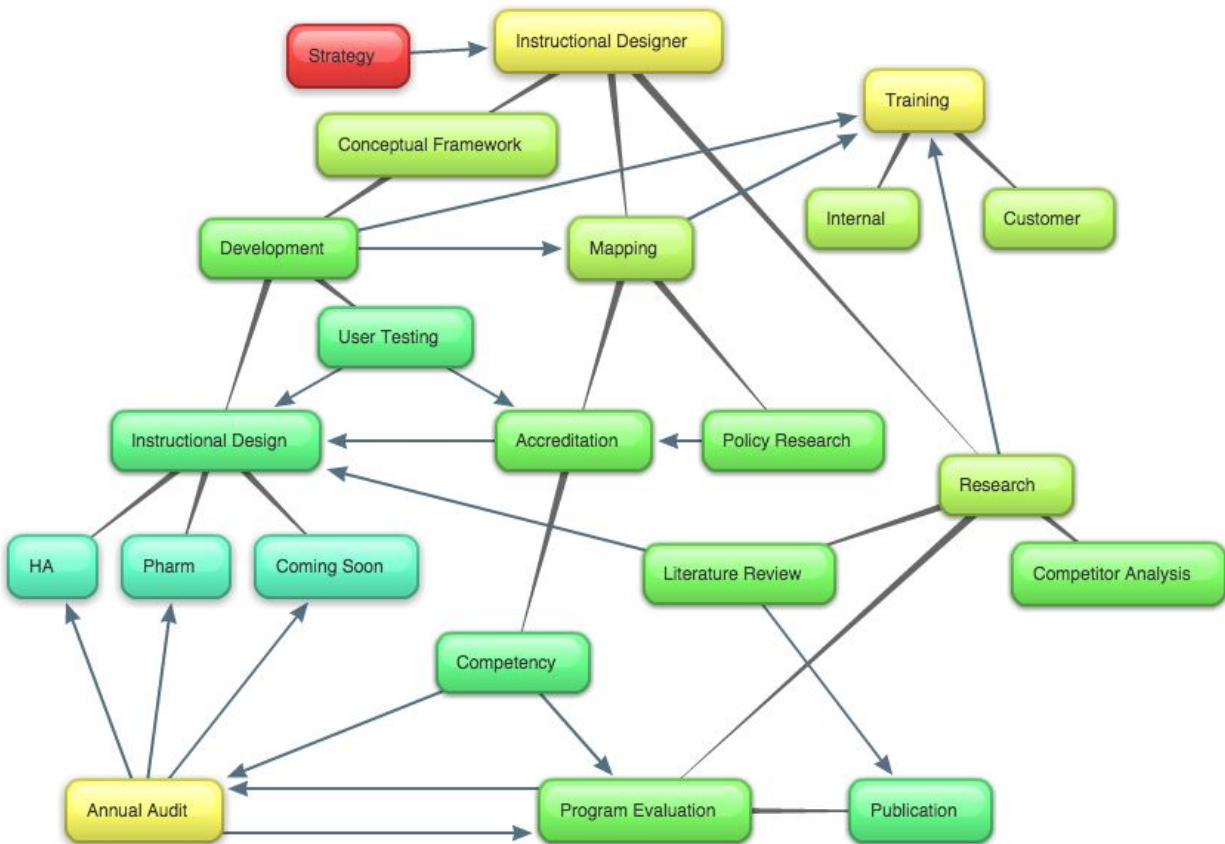 Strategy
Instructional Designer
Training
Conceptual Framework
Internal
Customer
Development
Mapping
User Testing
Instructional Design
Accreditation
Policy Research
Research
HA
Pharm
Coming Soon
Literature Review
Competitor Analysis
Competency
Annual Audit
Program Evaluation
Publication